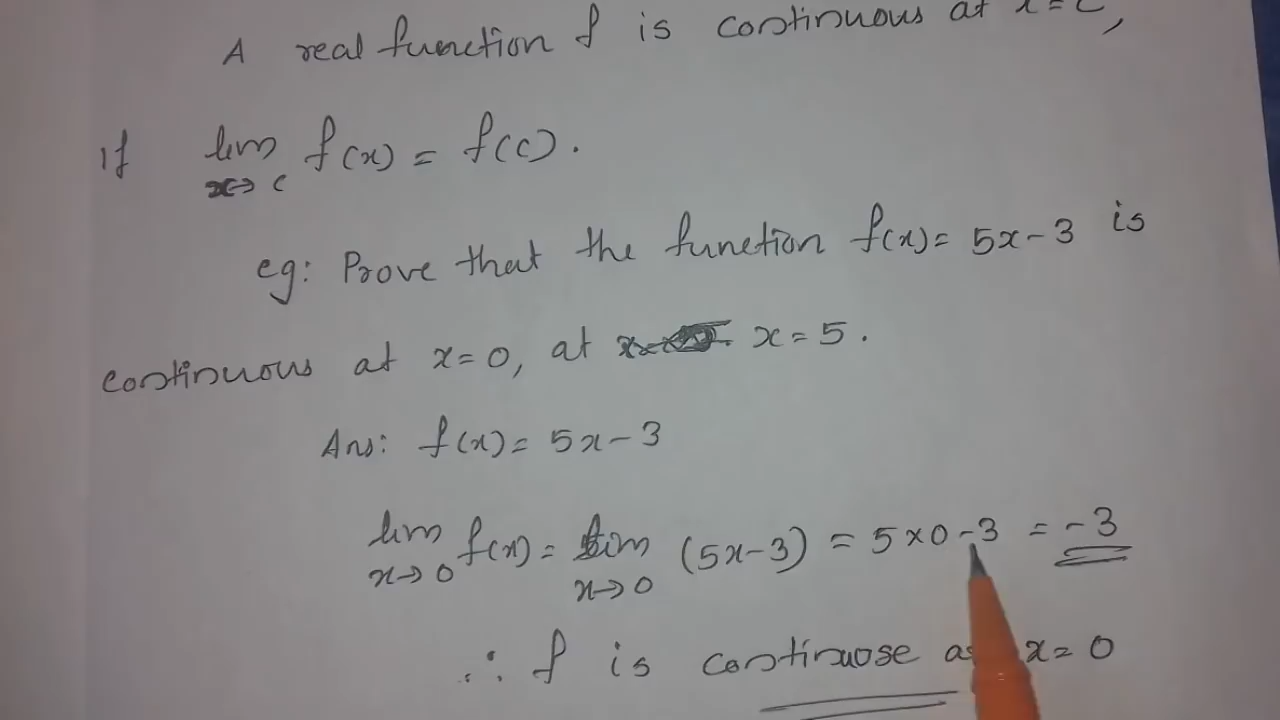 A real function f is continuous at x=c,
If lim x→c f(x) = f(c).
eg: Prove that the function f(x)= 5x-3 is
continuous at x=0, at x=5.
Ans: f(x)= 5x-3
lim x→0 f(x) = lim x→0 (5x-3) = 5×0-3 = -3
∴ f is continuose a x=0